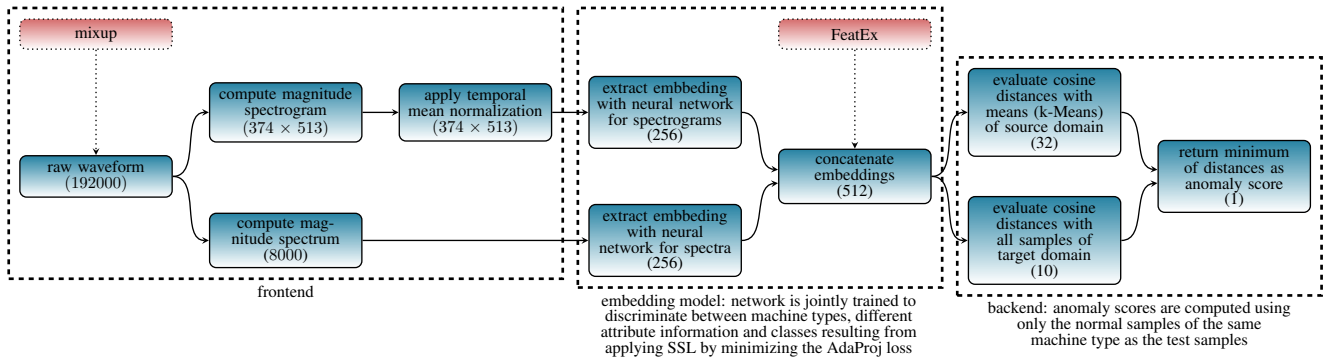 mixup
raw waveform
(192000)
compute magnitude
spectrogram
(374 × 513)
apply temporal
mean normalization
(374 × 513)
compute mag-
nitude spectrum
(8000)
frontend
FeatEx
extract embbeding
with neural network
for spectrograms
(256)
extract embbeding
with neural
network for spectra
(256)
concatenate
embeddings
(512)
embedding model: network is jointly trained to
discriminate between machine types, different
attribute information and classes resulting from
applying SSL by minimizing the AdaProj loss
evaluate cosine
distances with
means (k-Means)
of source domain
(32)
evaluate cosine
distances with
all samples of
target domain
(10)
return minimum
of distances as
anomaly score
(1)
backend: anomaly scores are computed using
only the normal samples of the same
machine type as the test samples